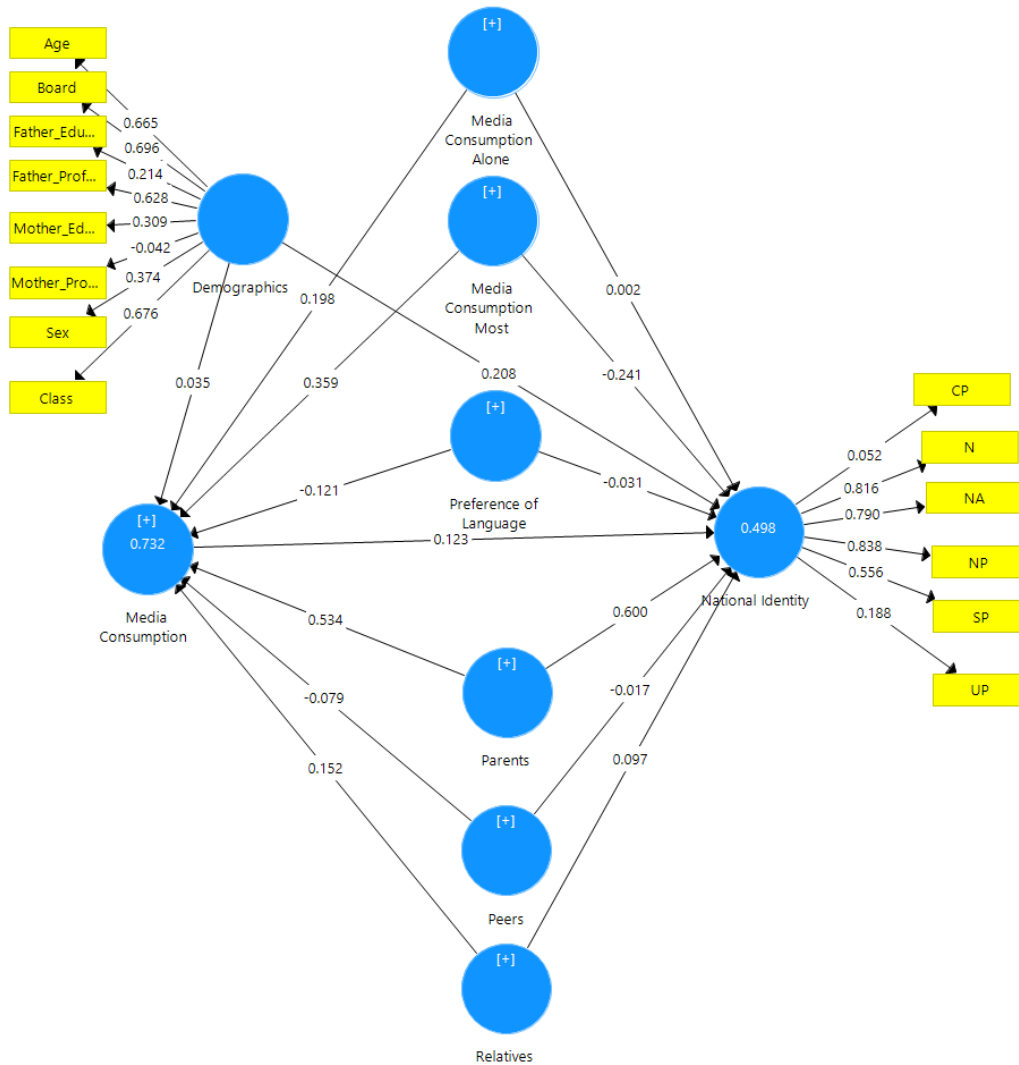 Age
Board
Father_Edu...
Father_Prof...
Mother_Ed...
Mother_Pro...
Sex
Class
0.665
0.696
0.214
0.628
0.309
-0.042
0.374
0.676
Demographics
[+]
Media
Consumption
Alone
[+]
Media
Consumption
Most
0.198
0.002
0.359
-0.241
0.035
0.208
[+]
Preference of
Language
-0.121
-0.031
[+]
0.732
Media
Consumption
0.123
0.498
National Identity
CP
N
NA
NP
SP
UP
0.052
0.816
0.790
0.838
0.556
0.188
0.534
0.600
[+]
Parents
-0.079
-0.017
[+]
Peers
0.152
0.097
[+]
Relatives